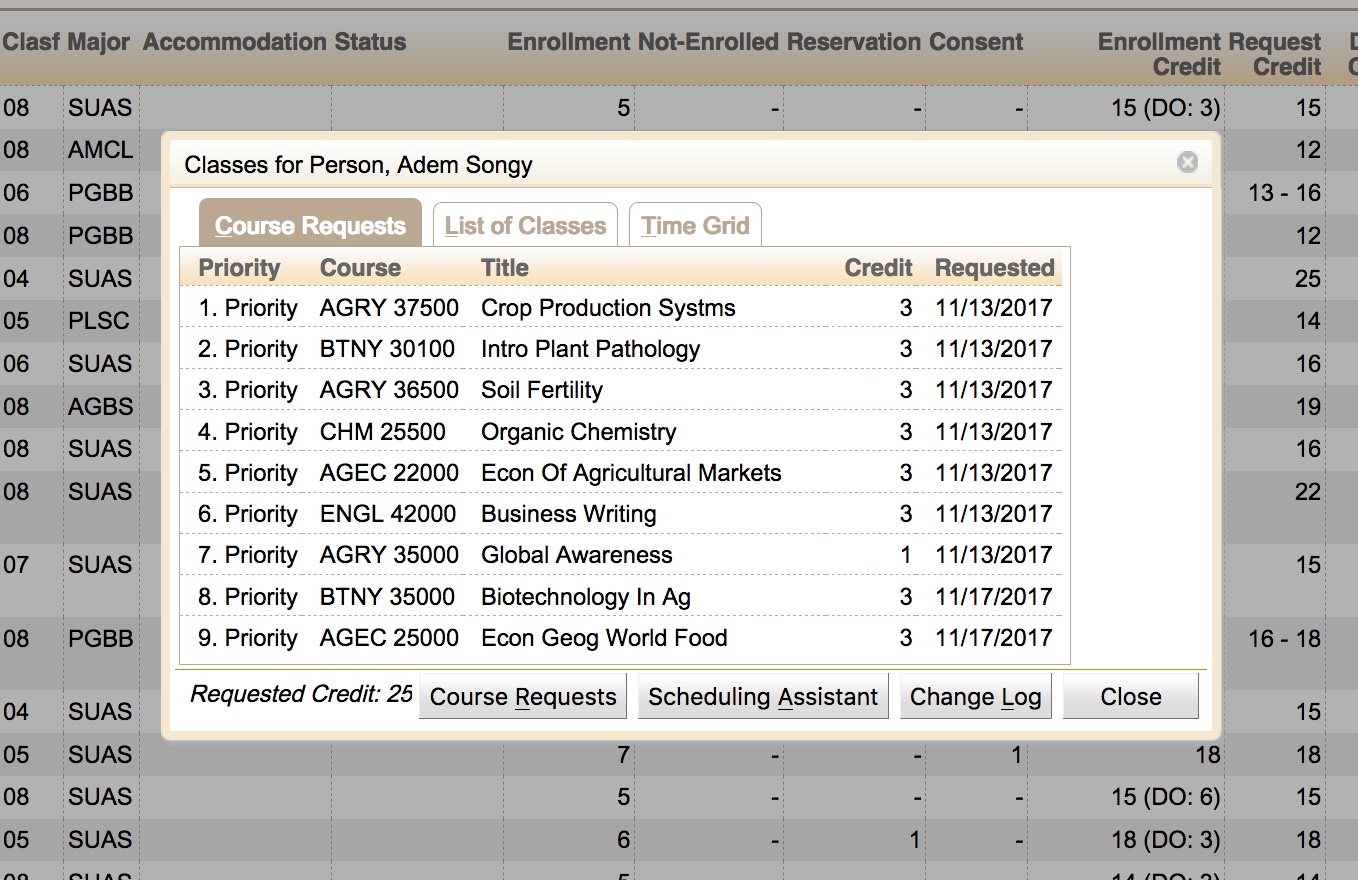 Clasf Major Accommodation Status Enrollment Not-Enrolled Reservation Consent Enrollment Credit Request Credit
08 SUAS 5 - - - 15 (DO: 3) 15
08 AMCL 12
06 PGBB 13 - 16
08 PGBB 12
04 SUAS 25
05 PLSC 14
06 SUAS 16
08 AGBS 19
08 SUAS 16
08 SUAS 22
07 SUAS 15
08 PGBB 16 - 18
04 SUAS 15
Classes for Person, Adem Songy
Course Requests List of Classes Time Grid
Priority Course Title Credit Requested
1. Priority AGRY 37500 Crop Production Systms 3 11/13/2017
2. Priority BTNY 30100 Intro Plant Pathology 3 11/13/2017
3. Priority AGRY 36500 Soil Fertility 3 11/13/2017
4. Priority CHM 25500 Organic Chemistry 3 11/13/2017
5. Priority AGEC 22000 Econ Of Agricultural Markets 3 11/13/2017
6. Priority ENGL 42000 Business Writing 3 11/13/2017
7. Priority AGRY 35000 Global Awareness 1 11/13/2017
8. Priority BTNY 35000 Biotechnology In Ag 3 11/17/2017
9. Priority AGEC 25000 Econ Geog World Food 3 11/17/2017
Requested Credit: 25 Course Requests Scheduling Assistant Change Log Close
05 SUAS 7 - - 1 18 18
08 SUAS 5 - - - 15 (DO: 6) 15
05 SUAS 6 - 1 - 18 (DO: 3) 18